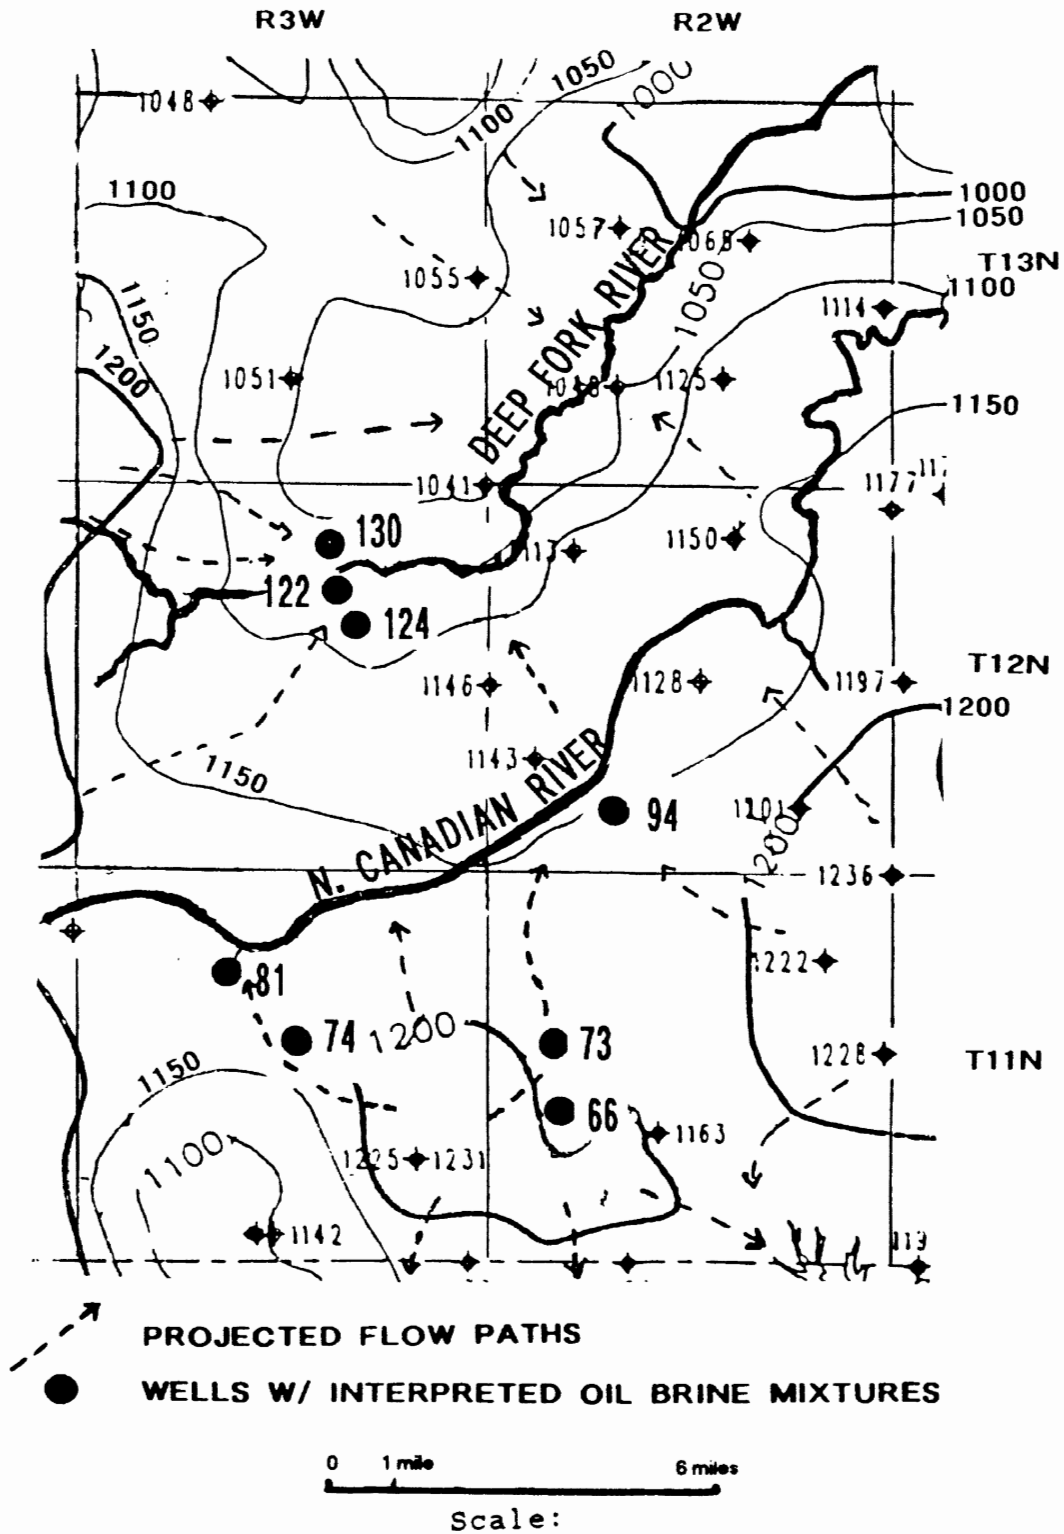 R3W R2W
1048 1050 1000
1100
1100 1000
1057 1068 1050
T13N
1055 1100
1150 1050 1114
1200
1051 DEEP FORK RIVER 1048 1125
1150
1041 1177
130 1150
1113
122
124 T12N
1146 1128 1197
1200
1143
1150
N. CANADIAN RIVER 94 1201
1200
1236
81 1222
74 1200 73
1228 T11N
1150
66
1163
1100 1225 1231
1142
PROJECTED FLOW PATHS
WELLS W/ INTERPRETED OIL BRINE MIXTURES
0 1 mile 6 miles
Scale: